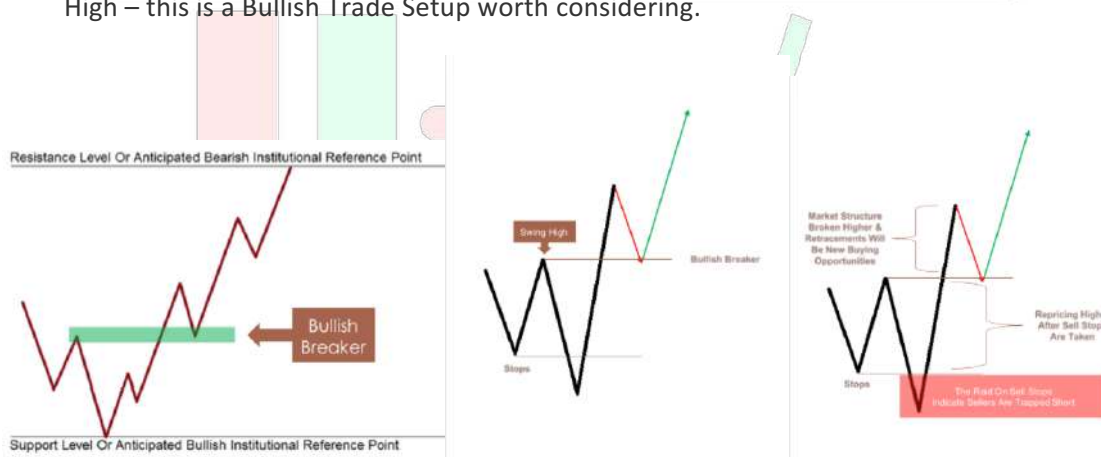 High – this is a Bullish Trade Setup worth considering.
Resistance Level Or Anticipated Bearish Institutional Reference Point
Bullish
Breaker
Support Level Or Anticipated Bullish Institutional Reference Point
Swing High
Bullish Breaker
Stops
Market Structure
Broken Higher &
Retracements Will
Be New Buying
Opportunities
Repricing High
After Sell Stop
Are Taken
Stops
The Raid On Sell Stops
Indicate Sellers Are Trapped Short.